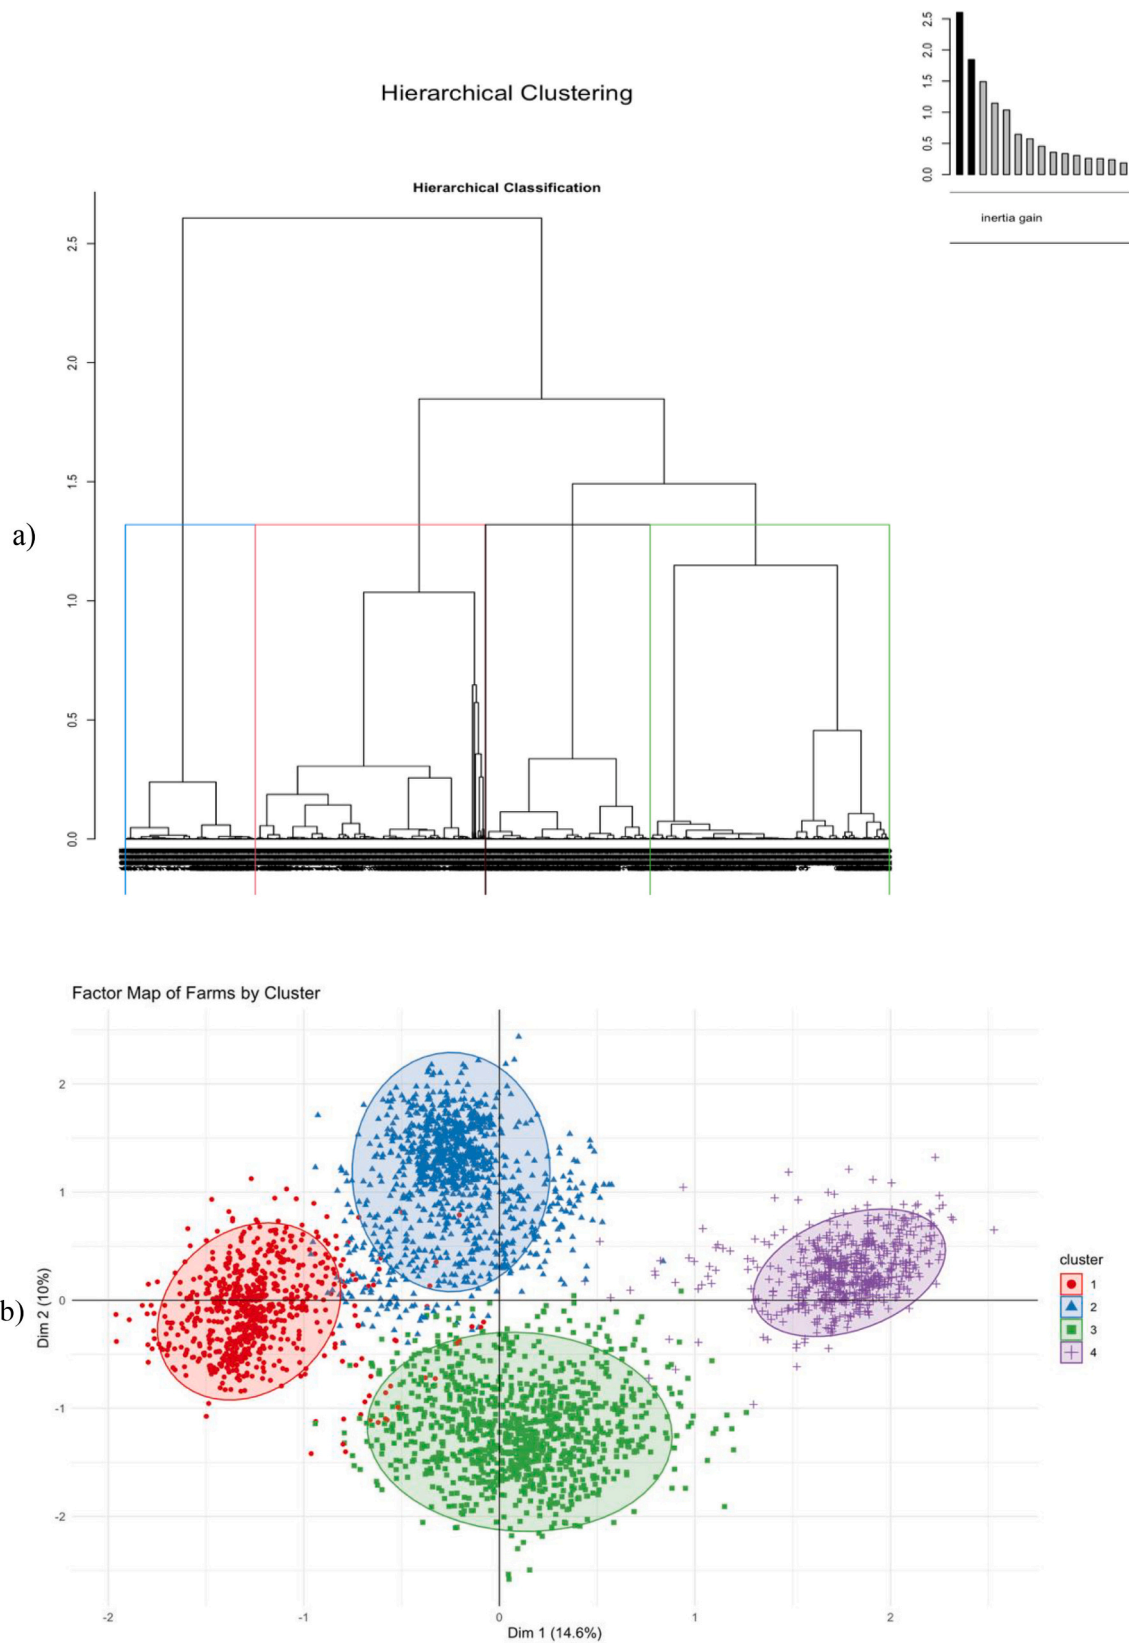 2.5
2.0
1.5
1.0
0.5
0.0
inertia gain
Hierarchical Clustering
Hierarchical Classification
2.5
2.0
1.5
1.0
0.5
0.0
a)
Factor Map of Farms by Cluster
2
1
0
-1
-2
Dim 2 (10%)
b)
-2
-1
0
1
2
Dim 1 (14.6%)
cluster
1
2
3
4